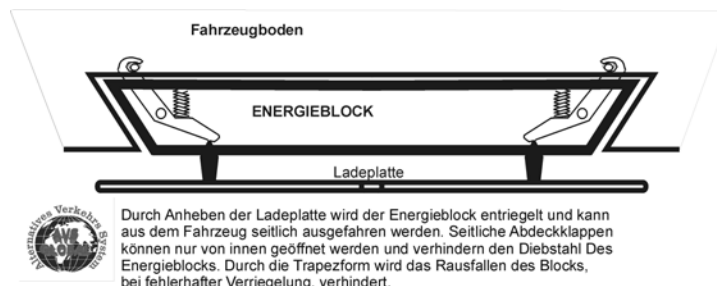 Fahrzeugboden
ENERGIEBLOCK
Ladeplatte
Alternatives Verkehrs System
Durch Anheben der Ladeplatte wird der Energieblock entriegelt und kann
aus dem Fahrzeug seitlich ausgefahren werden. Seitliche Abdeckklappen
können nur von innen geöffnet werden und verhindern den Diebstahl Des
Energieblocks. Durch die Trapezform wird das Rausfallen des Blocks,
bei fehlerhafter Verriegelung, verhindert.